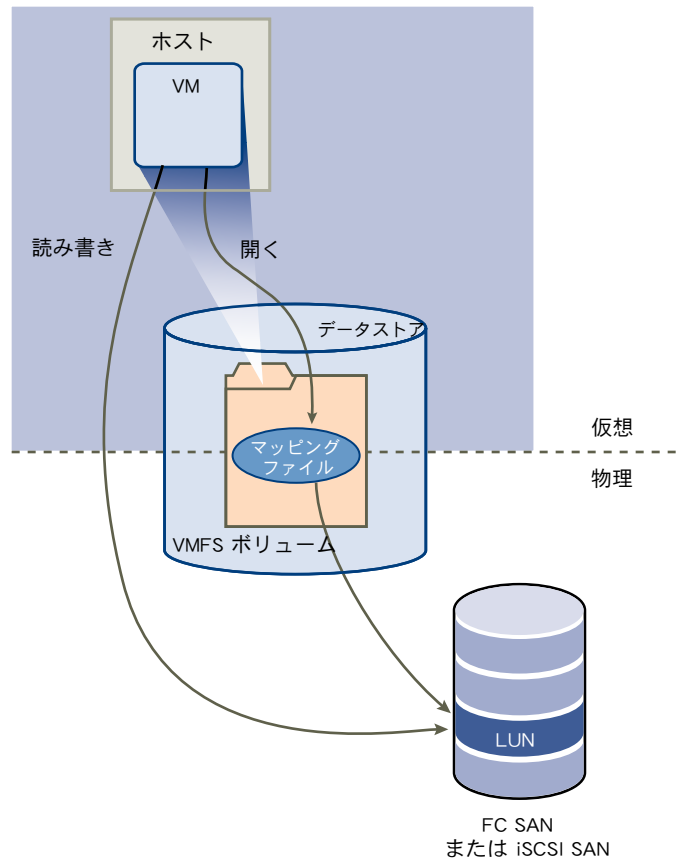 ホスト
VM
読み書き
開く
データストア
マッピング
ファイル
仮想
物理
VMFS ボリューム
LUN
FC SAN
または iSCSI SAN